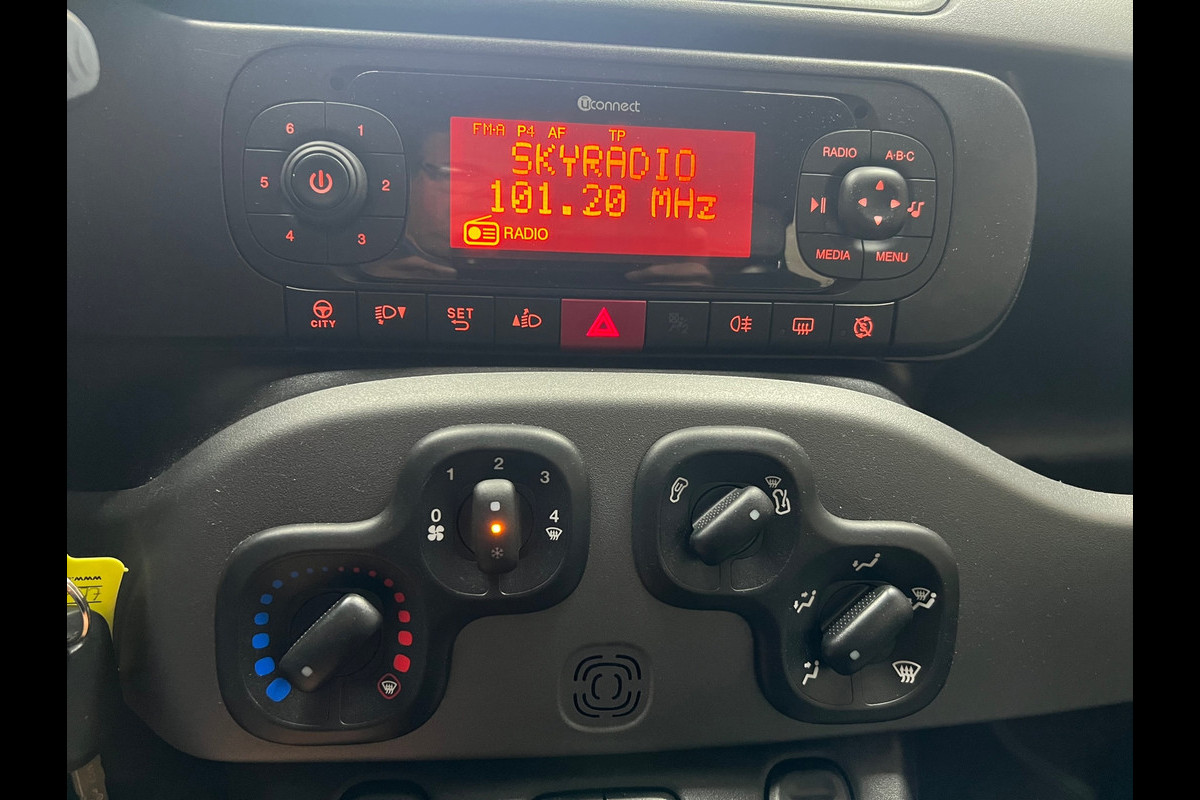 uconnect
FM-A P4 AF TP
SKYRADIO
101.20 MHz
RADIO
6 1
5 2
4 3
RADIO A·B·C
MEDIA MENU
CITY
SET
1 2 3
0 4
www.